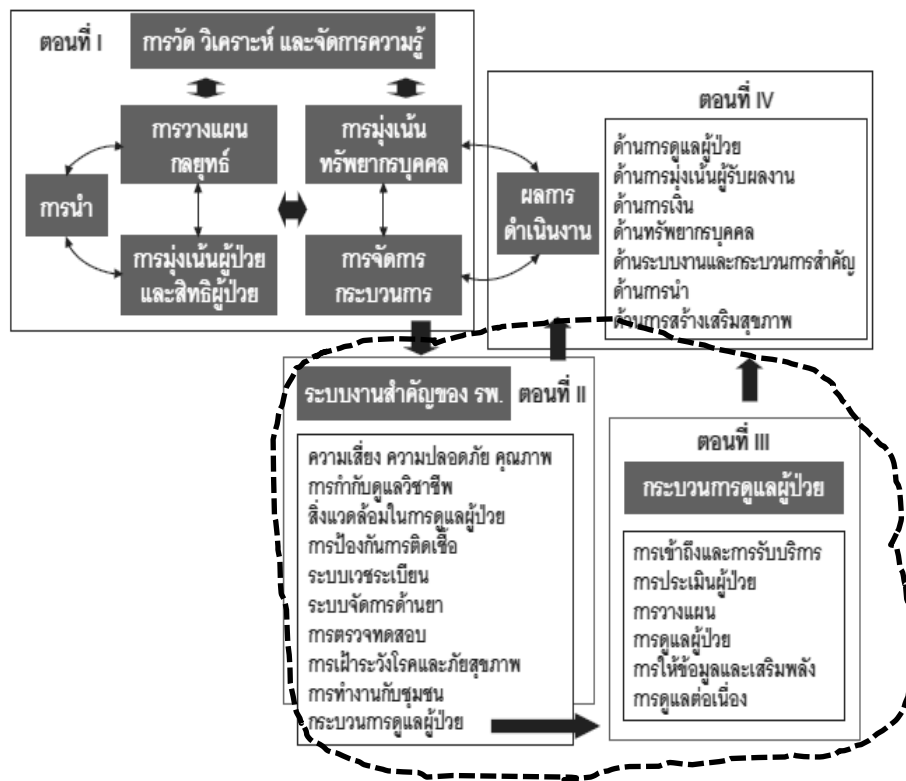 ตอนที่ I
การวัด วิเคราะห์ และจัดการความรู้
การวางแผน
กลยุทธ์
การมุ่งเน้น
ทรัพยากรบุคคล
การนำ
ผลการ
ดำเนินงาน
การมุ่งเน้นผู้ป่วย
และสิทธิผู้ป่วย
การจัดการ
กระบวนการ
ตอนที่ IV
ด้านการดูแลผู้ป่วย
ด้านการมุ่งเน้นผู้รับผลงาน
ด้านการเงิน
ด้านทรัพยากรบุคคล
ด้านระบบงานและกระบวนการสำคัญ
ด้านการนำ
ด้านการสร้างเสริมสุขภาพ
ระบบงานสำคัญของ รพ.
ตอนที่ II
ความเสี่ยง ความปลอดภัย คุณภาพ
การกำกับดูแลวิชาชีพ
สิ่งแวดล้อมในการดูแลผู้ป่วย
การป้องกันการติดเชื้อ
ระบบเวชระเบียน
ระบบจัดการด้านยา
การตรวจทดสอบ
การเฝ้าระวังโรคและภัยสุขภาพ
การทำงานกับชุมชน
กระบวนการดูแลผู้ป่วย
ตอนที่ III
กระบวนการดูแลผู้ป่วย
การเข้าถึงและการรับบริการ
การประเมินผู้ป่วย
การวางแผน
การดูแลผู้ป่วย
การให้ข้อมูลและเสริมพลัง
การดูแลต่อเนื่อง